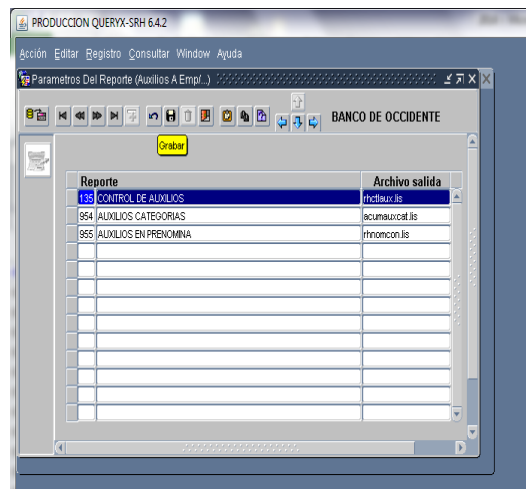 PRODUCCION QUERYX-SRH 6.4.2
Acción Editar Registro Consultar Window Ayuda
Parametros Del Reporte (Auxilios A Emp/...)
BANCO DE OCCIDENTE
Grabar
Reporte Archivo salida
135 CONTROL DE AUXILIOS rhctlaux.lis
954 AUXILIOS CATEGORIAS acumauxcat.lis
955 AUXILIOS EN PRENOMINA rhnomcon.lis